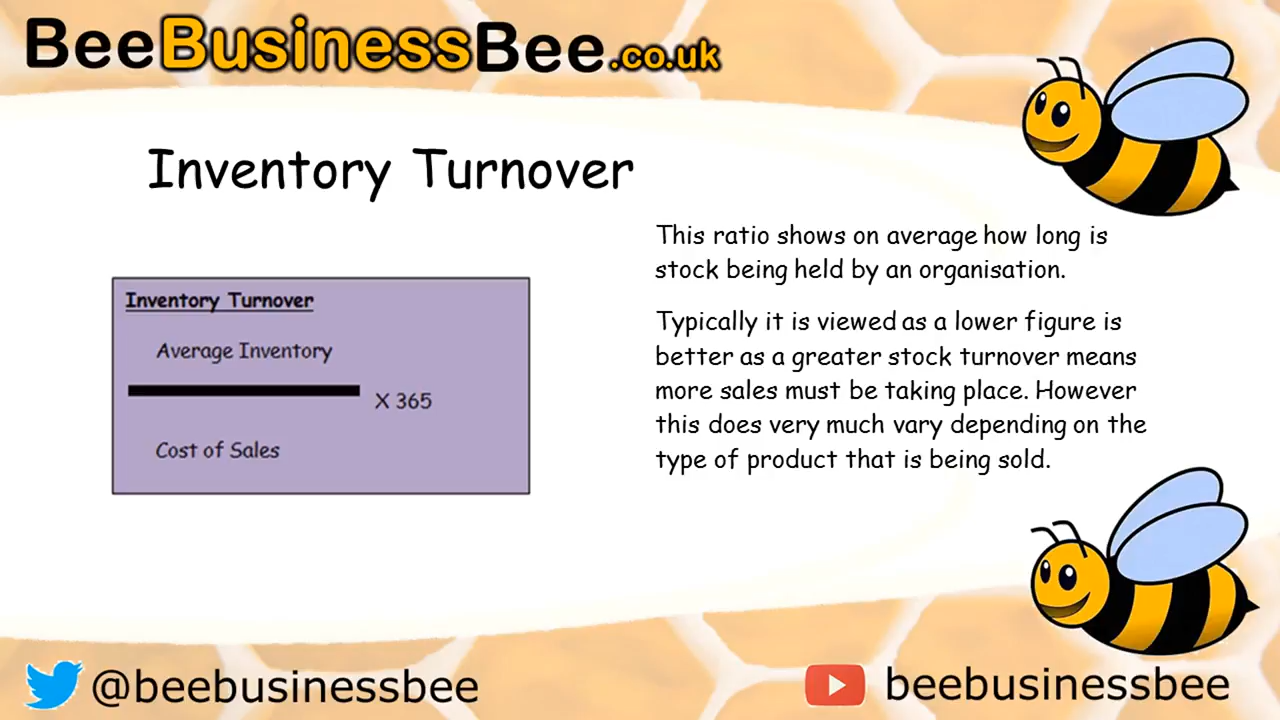 BeeBusinessBee.co.uk
Inventory Turnover
This ratio shows on average how long is
stock being held by an organisation.
Typically it is viewed as a lower figure is
better as a greater stock turnover means
more sales must be taking place. However
this does very much vary depending on the
type of product that is being sold.
Inventory Turnover
Average Inventory
X 365
Cost of Sales
@beebusinessbee
beebusinessbee